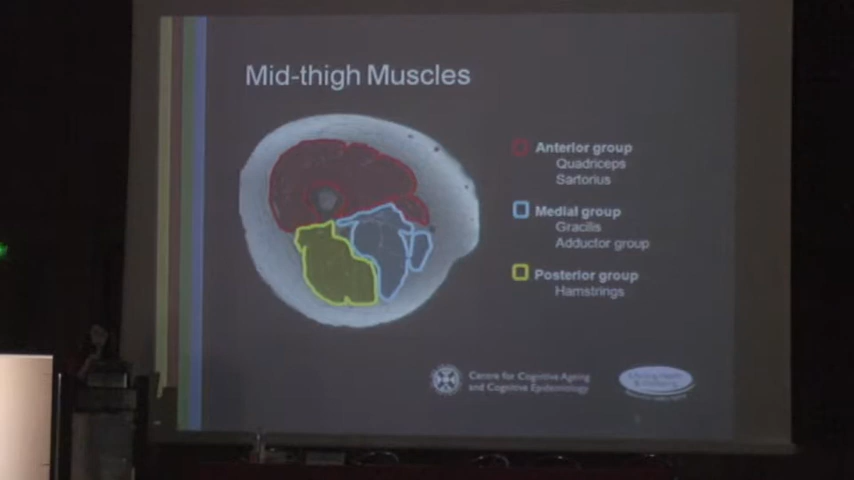 Mid-thigh Muscles
Anterior group
Quadriceps
Sartorius
Medial group
Gracilis
Adductor group
Posterior group
Hamstrings
Centre for Cognitive Ageing
and Cognitive Epidemiology